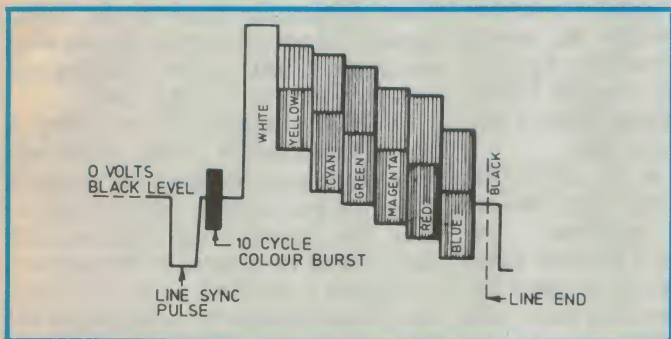 0 VOLTS
BLACK LEVEL
WHITE
YELLOW
CYAN
GREEN
MAGENTA
RED
BLUE
BLACK
10 CYCLE
COLOUR BURST
LINE SYNC
PULSE
LINE END